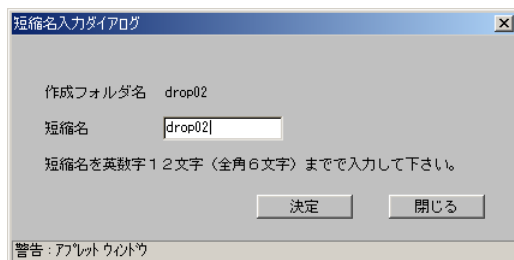 短縮名入力ダイアログ
作成フォルダ名 drop02
短縮名 drop02
短縮名を英数字１２文字（全角６文字）までで入力して下さい。
決定 閉じる
警告 : ｱﾌﾟﾚｯﾄ ｳｨﾝﾄﾞｳ